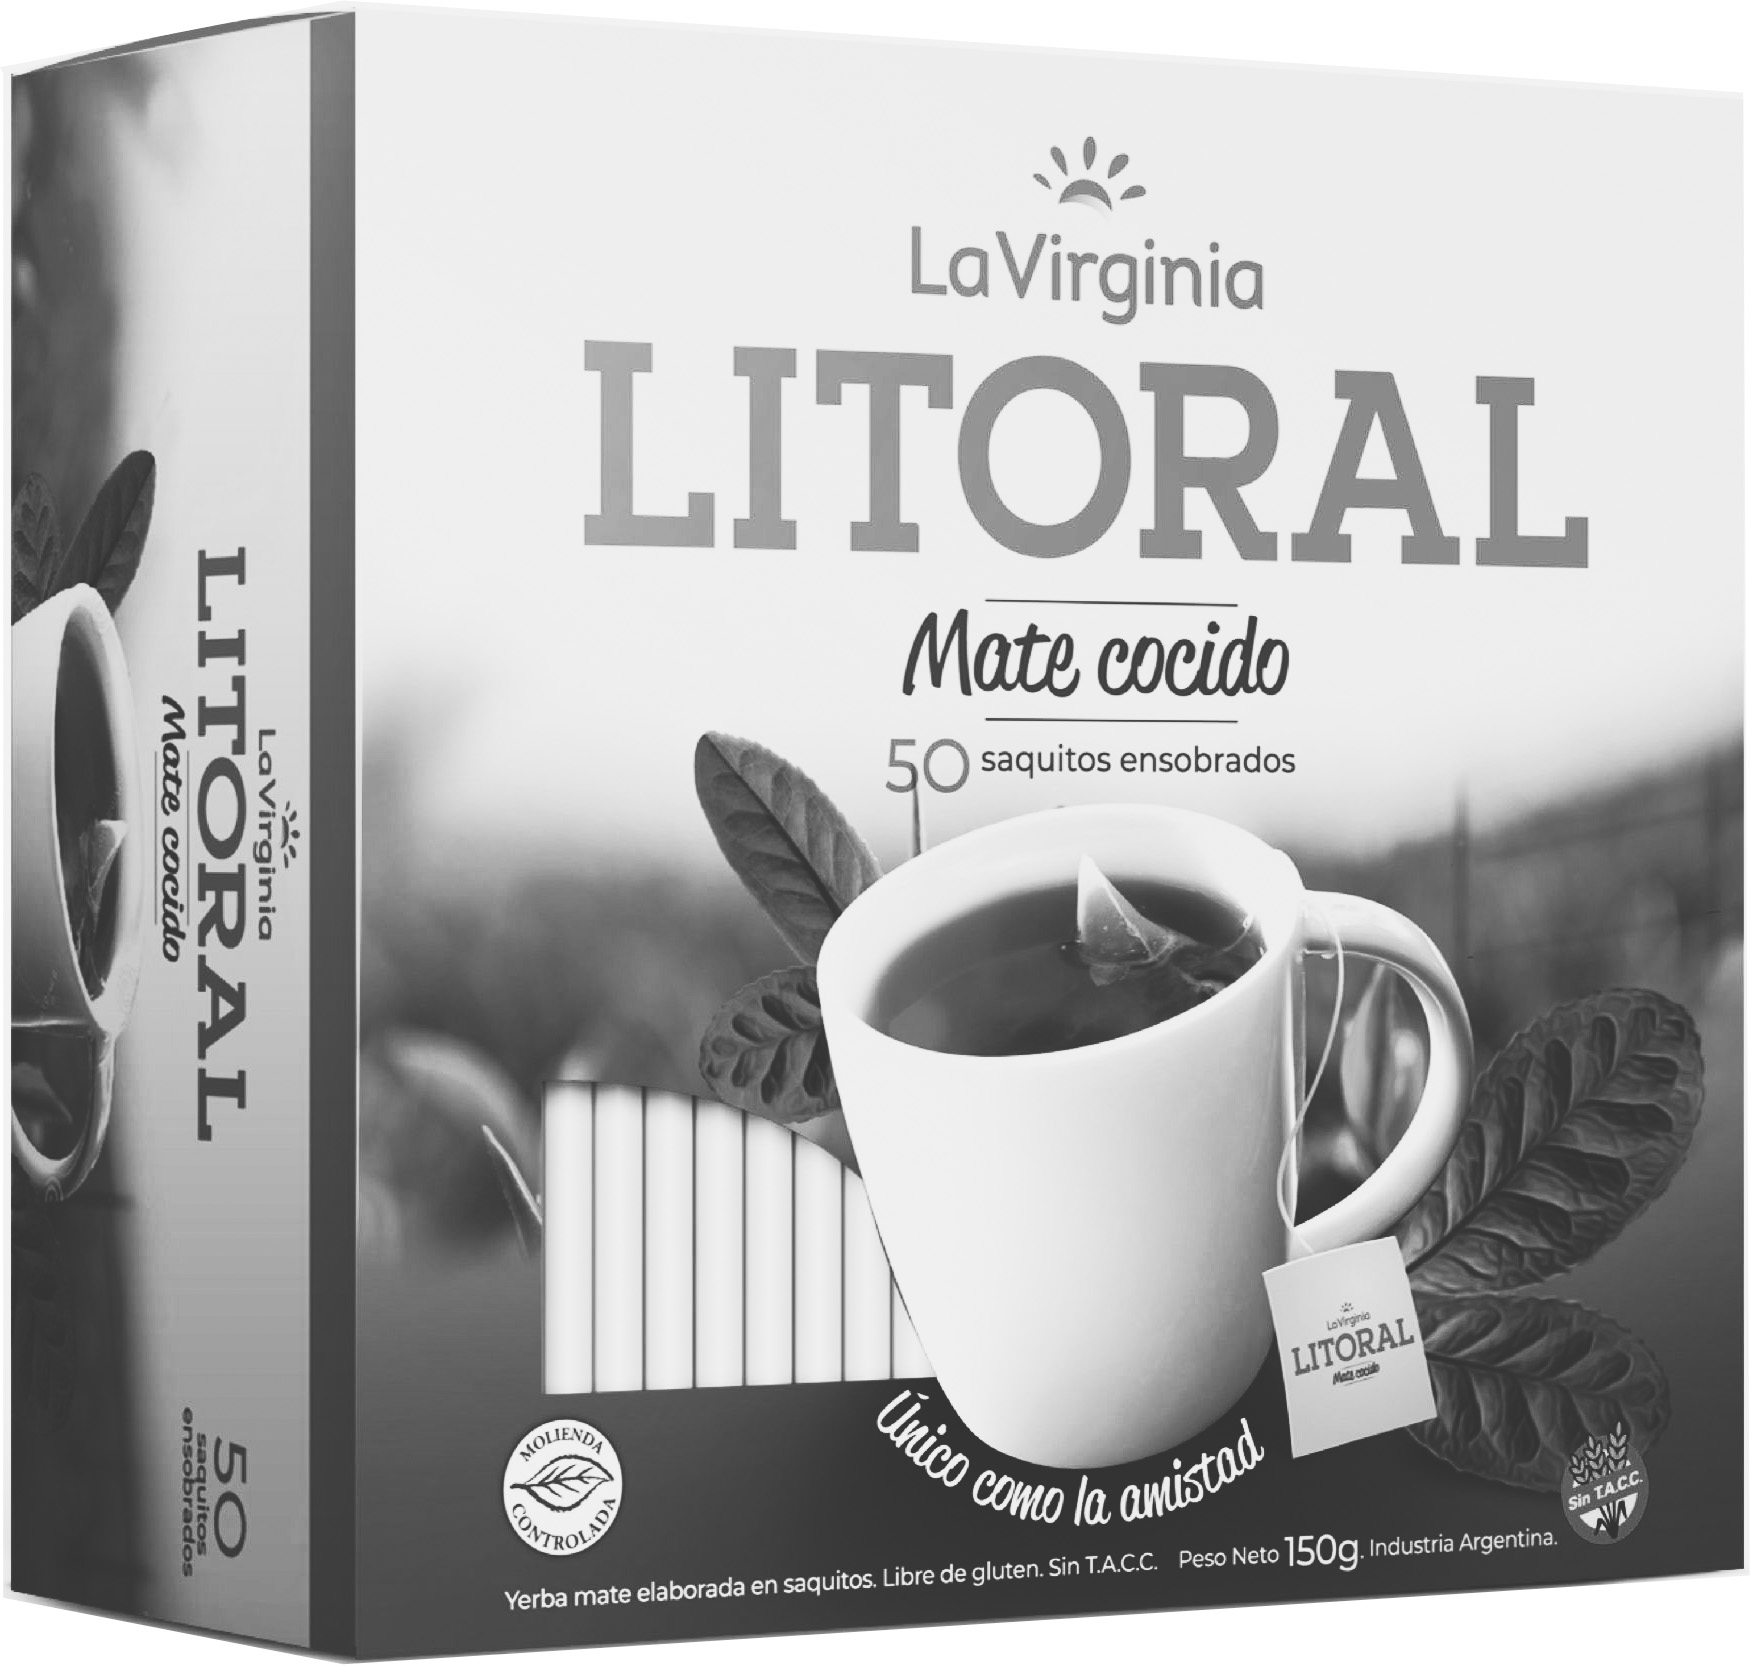 LaVirginia
LITORAL
Mate cocido
50 saquitos ensobrados
LaVirginia
LITORAL
Mate cocido
Único como la amistad
MOLIENDA
CONTROLADA
Sin T.A.C.C.
Yerba mate elaborada en saquitos. Libre de gluten. Sin T.A.C.C. Peso Neto 150g. Industria Argentina.
LaVirginia
LITORAL
Mate cocido
50
saquitos
ensobrados